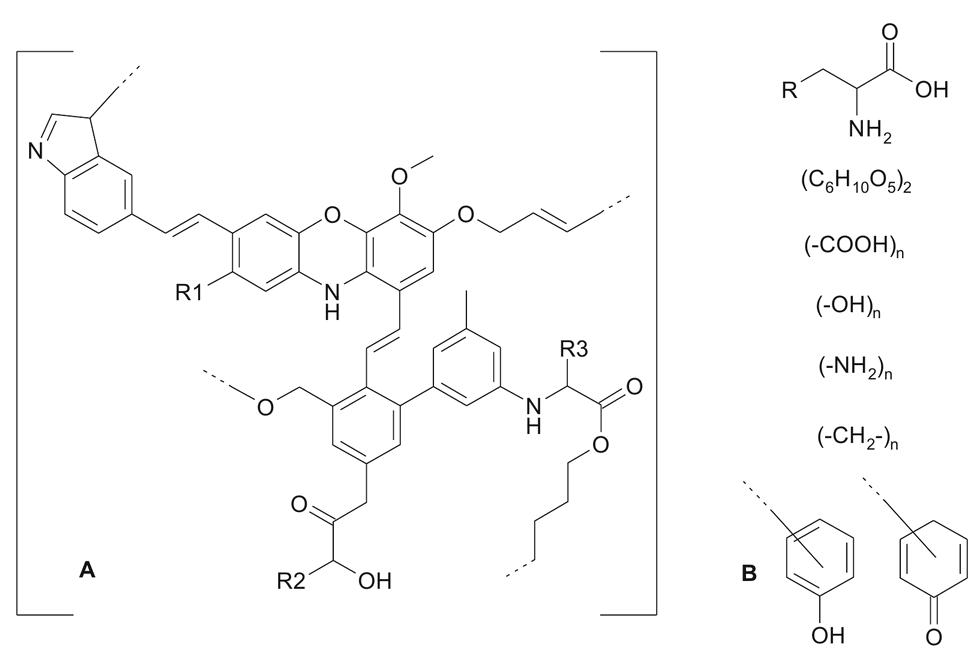 O
R
OH
NH2
N
O
O
O
(C6H10O5)2
(-COOH)n
R1
N
H
(-OH)n
R3
O
(-NH2)n
O
N
H
O
(-CH2-)n
O
A
R2
OH
B
OH
O